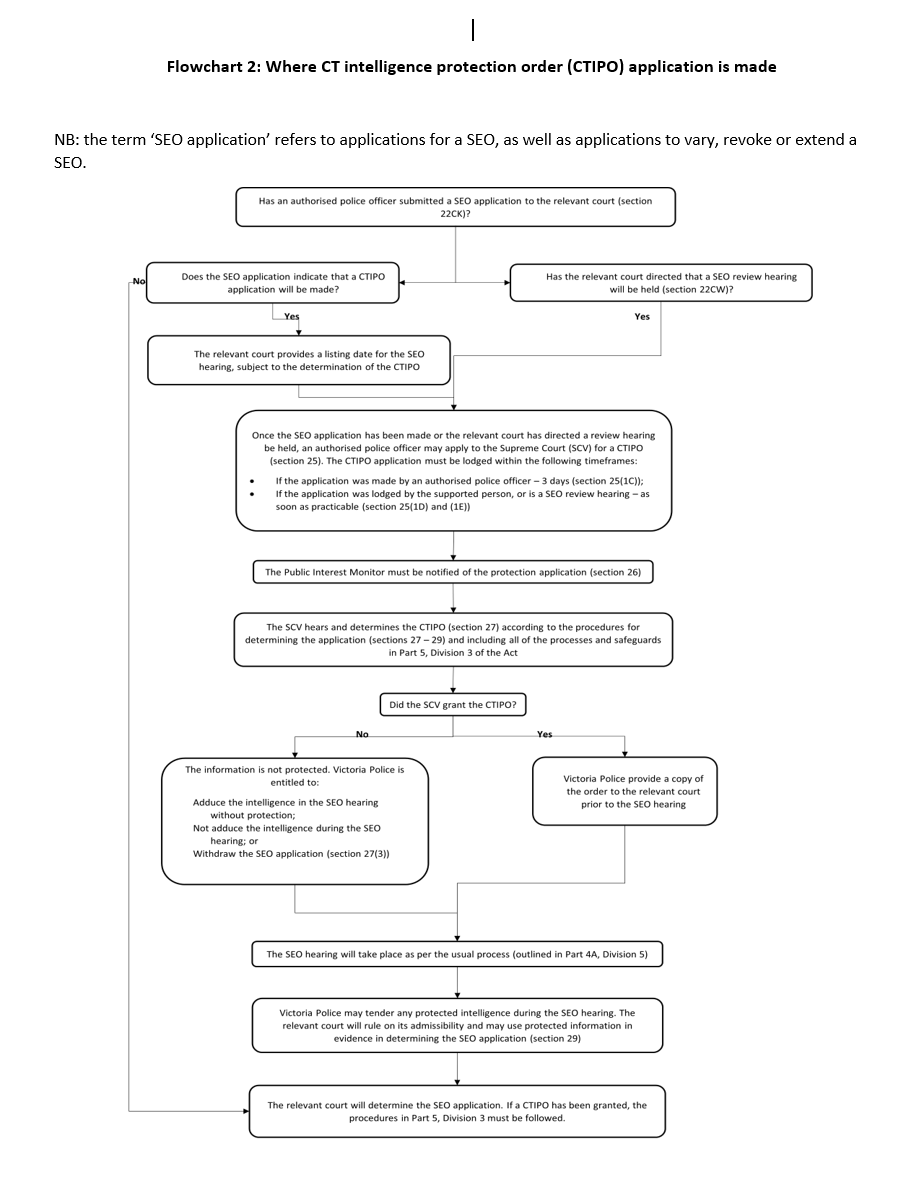 Flowchart 2: Where CT intelligence protection order (CTIPO) application is made
NB: the term ‘SEO application’ refers to applications for a SEO, as well as applications to vary, revoke or extend a
SEO.
Has an authorised police officer submitted a SEO application to the relevant court (section
22CK)?
No
Does the SEO application indicate that a CTIPO
application will be made?
Has the relevant court directed that a SEO review hearing
will be held (section 22CW)?
Yes
Yes
The relevant court provides a listing date for the SEO
hearing, subject to the determination of the CTIPO
Once the SEO application has been made or the relevant court has directed a review hearing
be held, an authorised police officer may apply to the Supreme Court (SCV) for a CTIPO
(section 25). The CTIPO application must be lodged within the following timeframes:
• If the application was made by an authorised police officer – 3 days (section 25(1C);
• If the application was lodged by the supported person, or is a SEO review hearing – as
soon as practicable (section 25(1D) and (1E))
The Public Interest Monitor must be notified of the protection application (section 26)
The SCV hears and determines the CTIPO (section 27) according to the procedures for
determining the application (sections 27 – 29) and including all of the processes and safeguards
in Part 5, Division 3 of the Act
Did the SCV grant the CTIPO?
No
Yes
The information is not protected. Victoria Police is
entitled to:
Adduce the intelligence in the SEO hearing
without protection;
Not adduce the intelligence during the SEO
hearing; or
Withdraw the SEO application (section 27(3))
Victoria Police provide a copy of
the order to the relevant court
prior to the SEO hearing
The SEO hearing will take place as per the usual process (outlined in Part 4A, Division 5)
Victoria Police may tender any protected intelligence during the SEO hearing. The
relevant court will rule on its admissibility and may use protected information in
evidence in determining the SEO application (section 29)
The relevant court will determine the SEO application. If a CTIPO has been granted, the
procedures in Part 5, Division 3 must be followed.